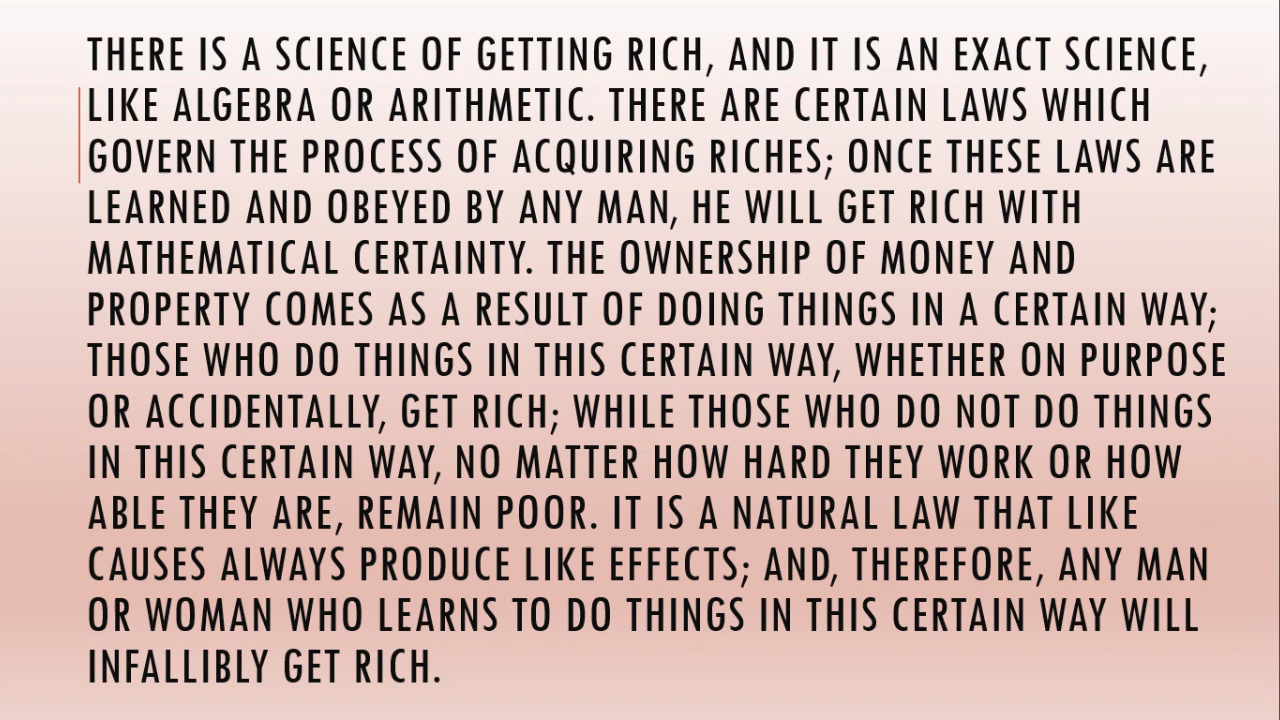 THERE IS A SCIENCE OF GETTING RICH, AND IT IS AN EXACT SCIENCE,
LIKE ALGEBRA OR ARITHMETIC. THERE ARE CERTAIN LAWS WHICH
GOVERN THE PROCESS OF ACQUIRING RICHES; ONCE THESE LAWS ARE
LEARNED AND OBEYED BY ANY MAN, HE WILL GET RICH WITH
MATHEMATICAL CERTAINTY. THE OWNERSHIP OF MONEY AND
PROPERTY COMES AS A RESULT OF DOING THINGS IN A CERTAIN WAY;
THOSE WHO DO THINGS IN THIS CERTAIN WAY, WHETHER ON PURPOSE
OR ACCIDENTALLY, GET RICH; WHILE THOSE WHO DO NOT DO THINGS
IN THIS CERTAIN WAY, NO MATTER HOW HARD THEY WORK OR HOW
ABLE THEY ARE, REMAIN POOR. IT IS A NATURAL LAW THAT LIKE
CAUSES ALWAYS PRODUCE LIKE EFFECTS; AND, THEREFORE, ANY MAN
OR WOMAN WHO LEARNS TO DO THINGS IN THIS CERTAIN WAY WILL
INFALLIBLY GET RICH.